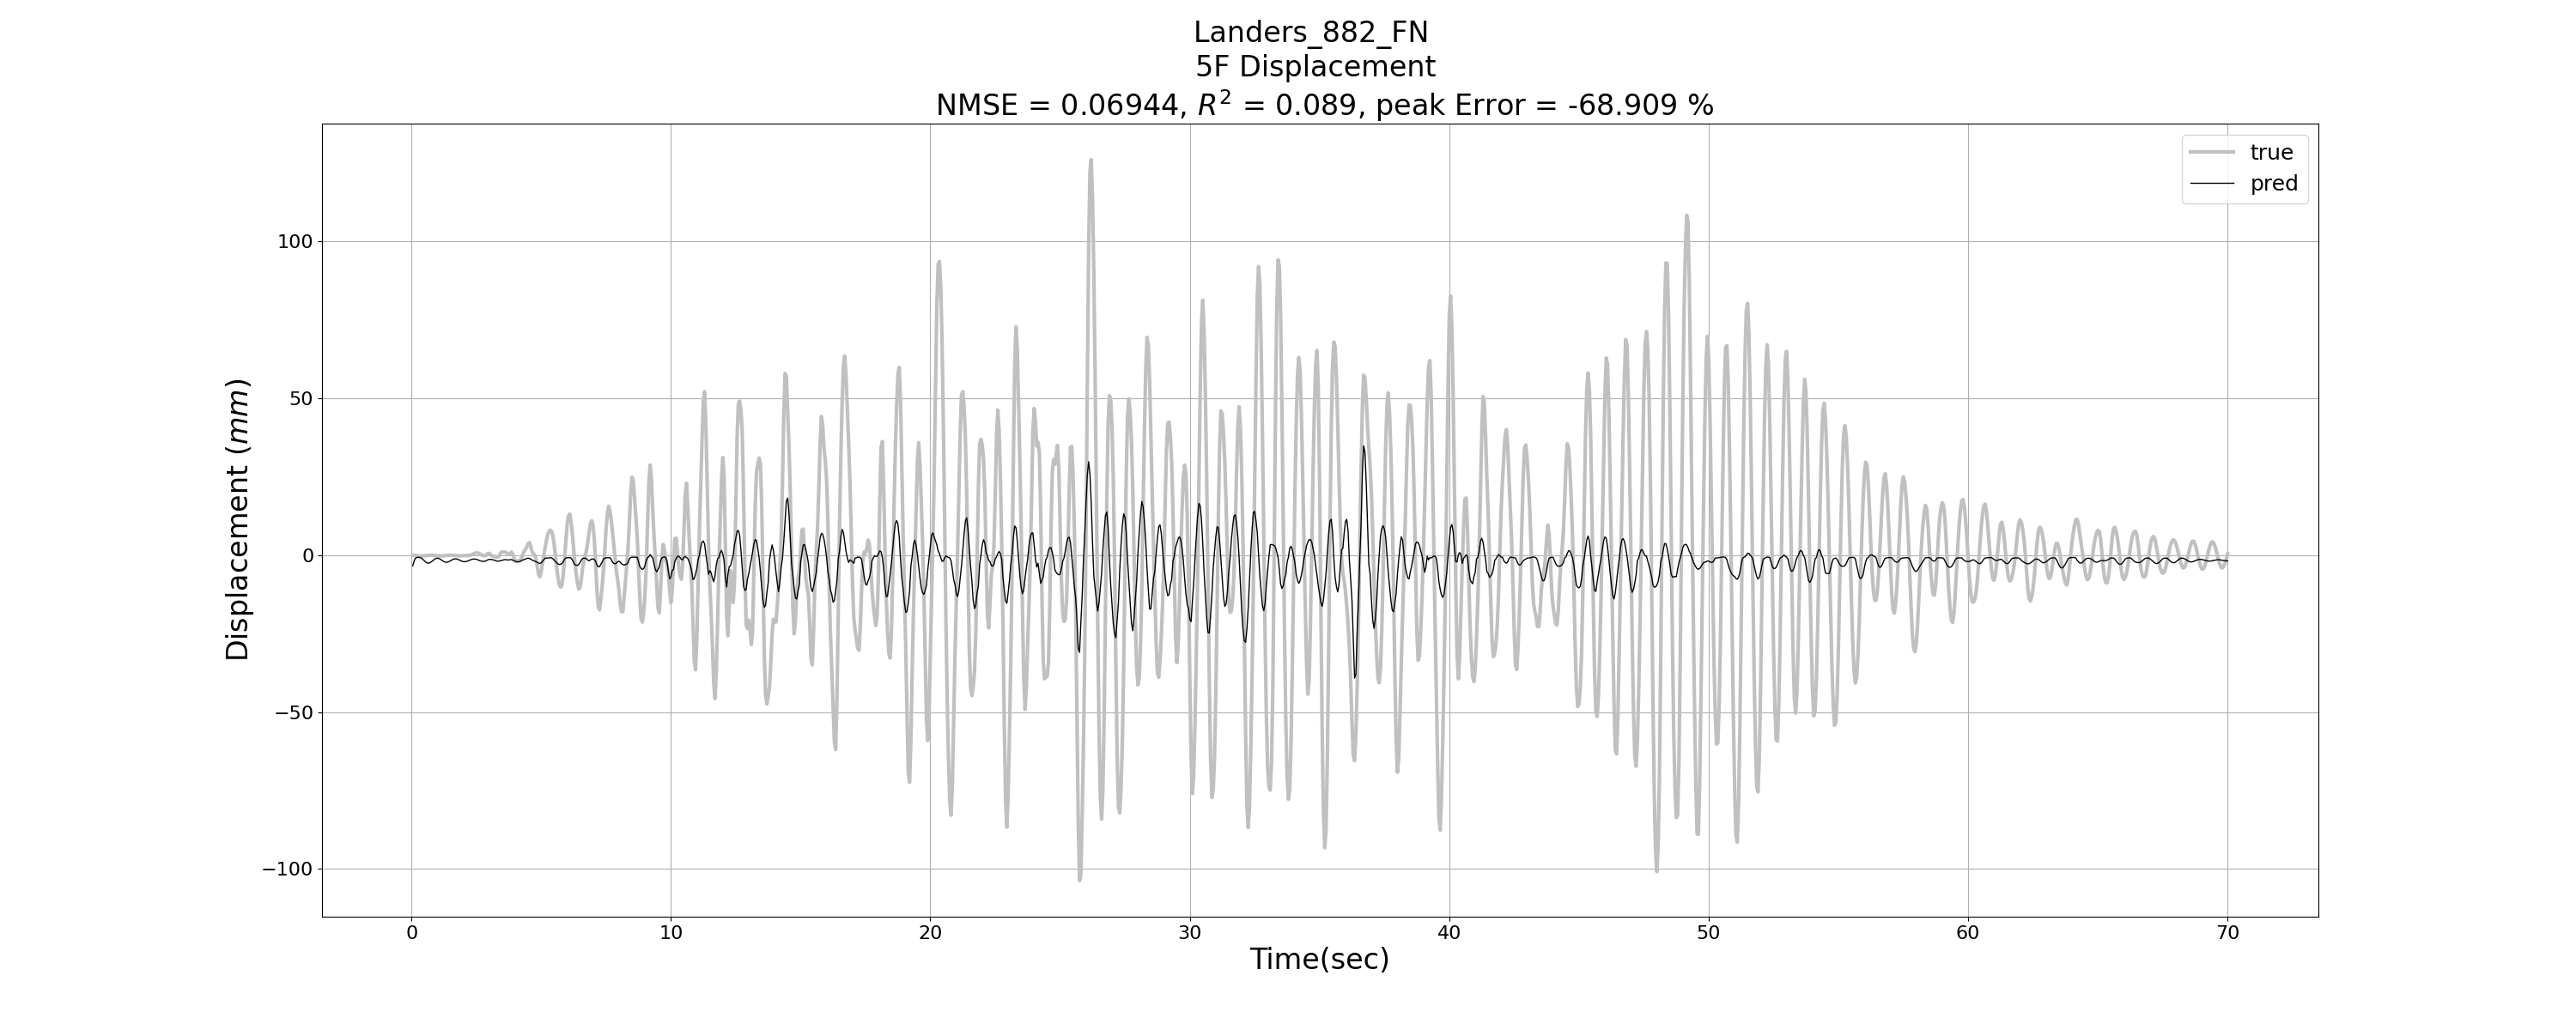 Landers_882_FN
5F Displacement
NMSE = 0.06944, R² = 0.089, peak Error = -68.909 %
true
pred
Displacement (mm)
100
50
0
−50
−100
0 10 20 30 40 50 60 70
Time(sec)